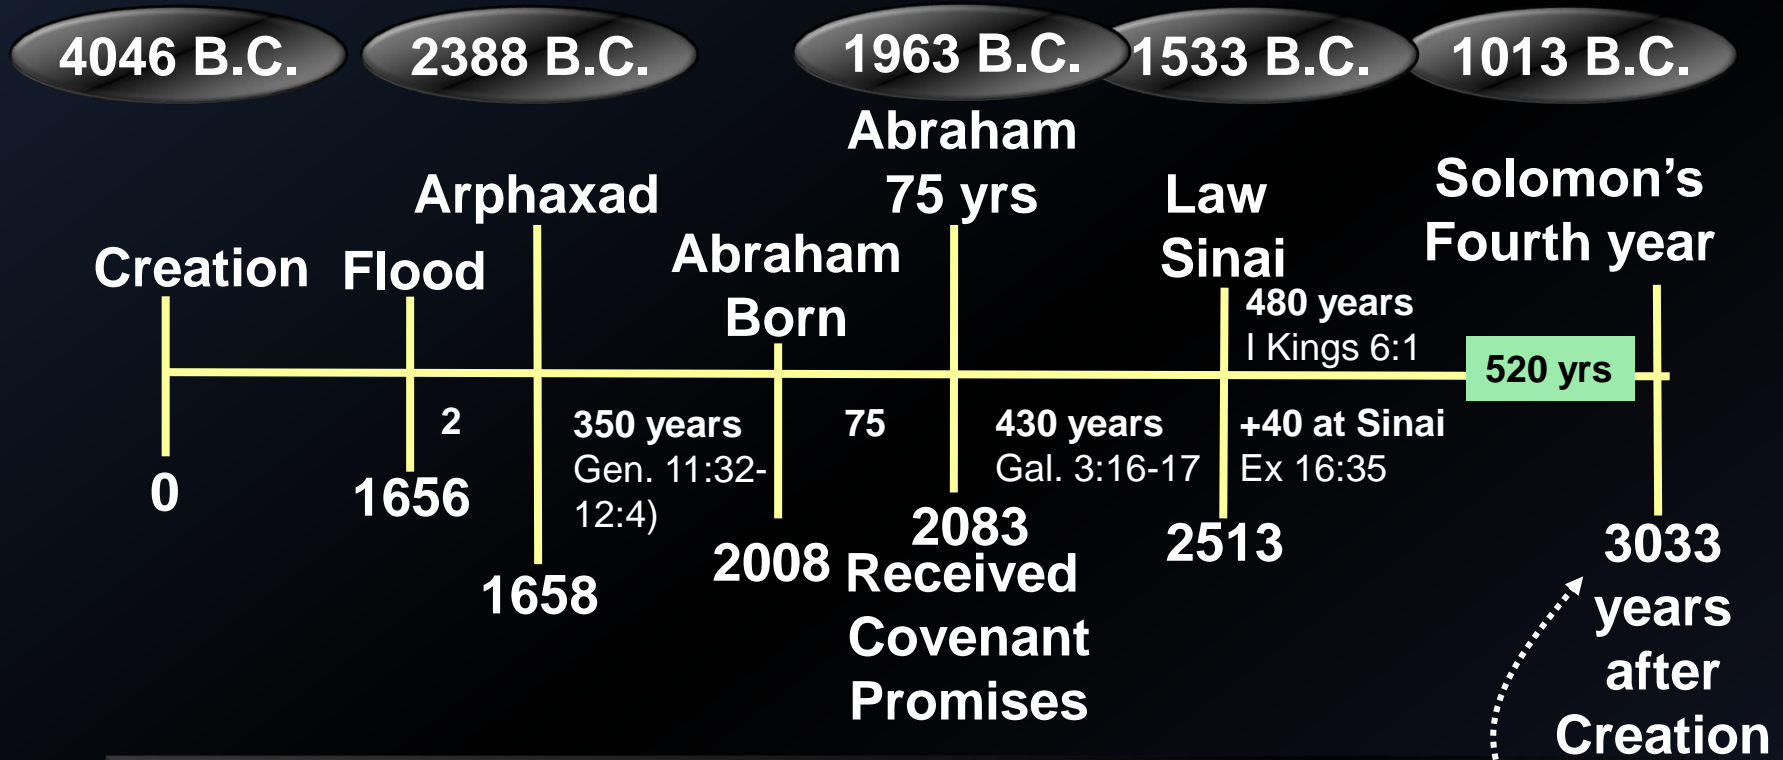 4046 B.C.
2388 B.C.
1963 B.C.
1533 B.C.
1013 B.C.
Creation
Flood
Arphaxad
Abraham
Born
Abraham
75 yrs
Law
Sinai
Solomon’s
Fourth year
480 years
I Kings 6:1
520 yrs
2
350 years
Gen. 11:32-
12:4)
75
430 years
Gal. 3:16-17
+40 at Sinai
Ex 16:35
0
1656
1658
2008
2083
Received
Covenant
Promises
2513
3033
years
after
Creation